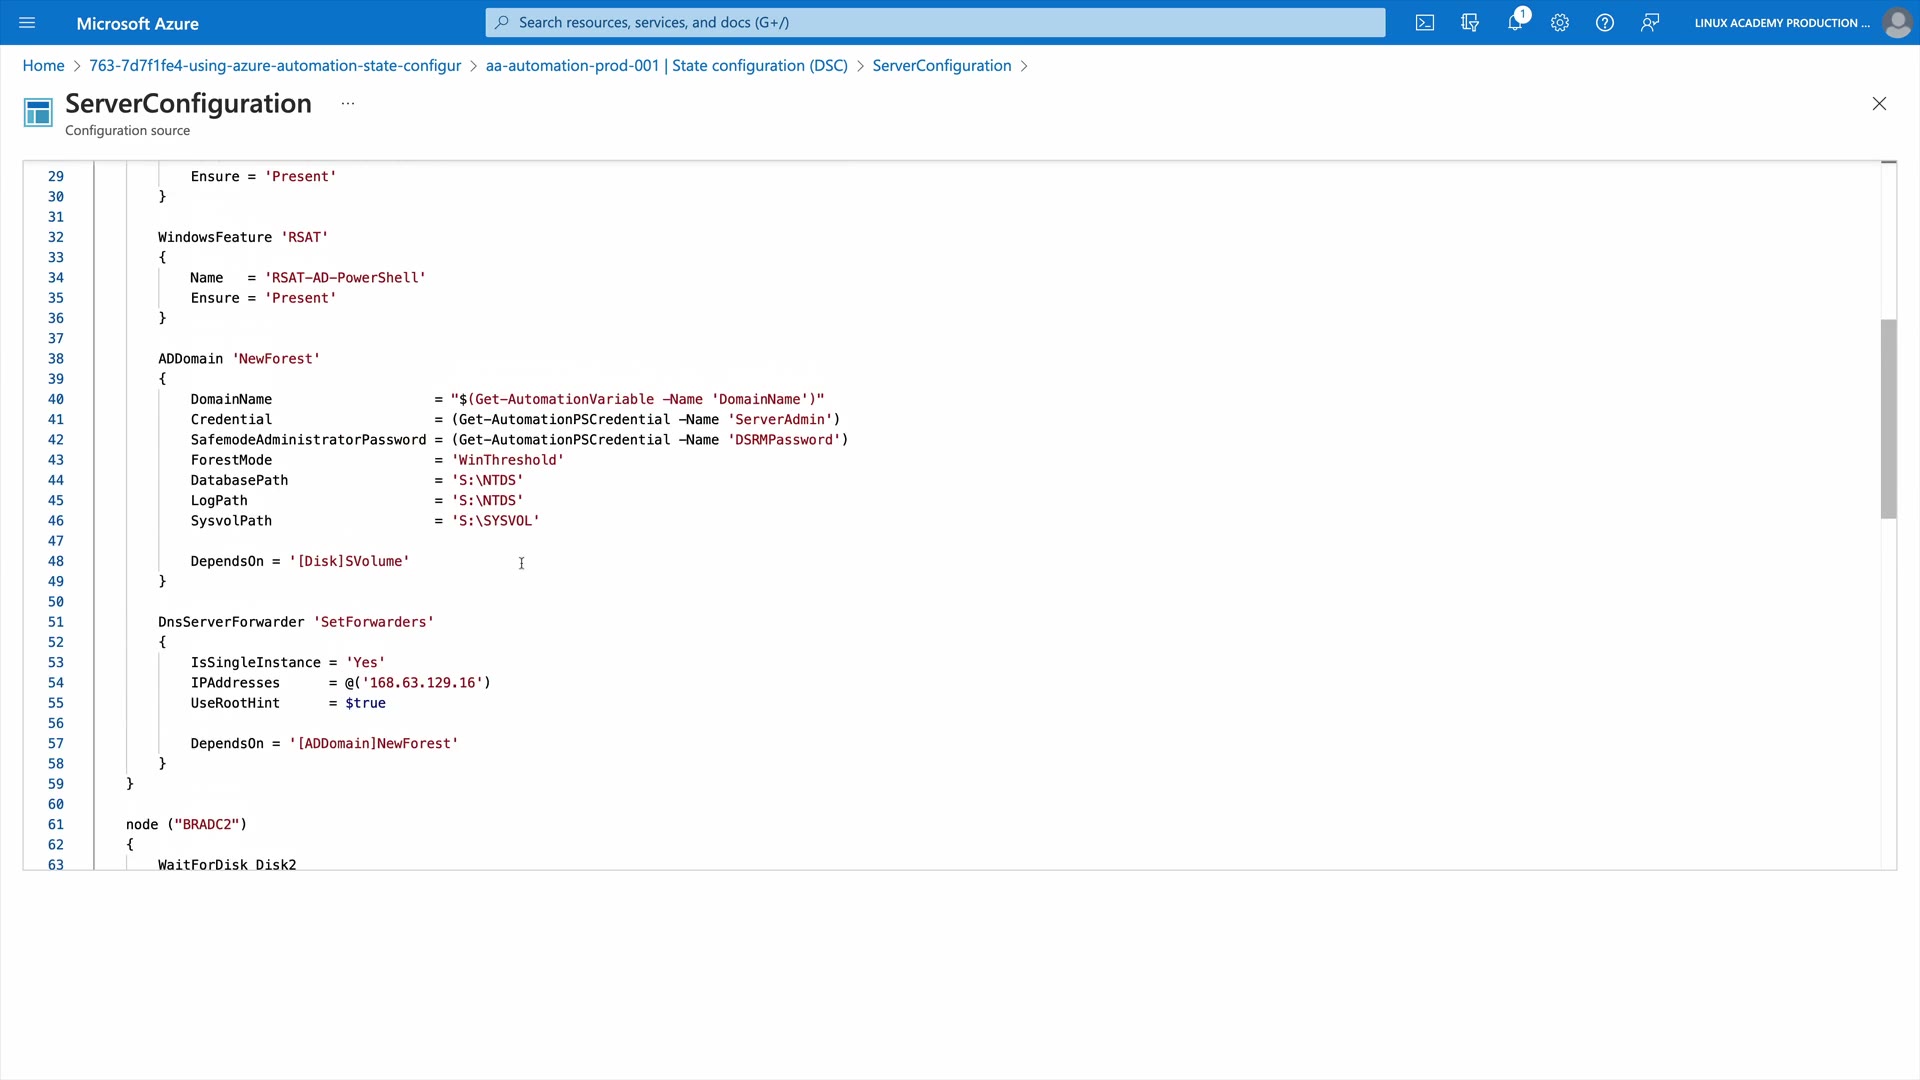 Microsoft Azure
Search resources, services, and docs (G+/)
1
LINUX ACADEMY PRODUCTION ...
Home > 763-7d7f1fe4-using-azure-automation-state-configur > aa-automation-prod-001 | State configuration (DSC) > ServerConfiguration >
ServerConfiguration ...
Configuration source
29 Ensure = 'Present'
30 }
31
32 WindowsFeature 'RSAT'
33 {
34 Name   = 'RSAT-AD-PowerShell'
35 Ensure = 'Present'
36 }
37
38 ADDomain 'NewForest'
39 {
40 DomainName                    = "$(Get-AutomationVariable –Name 'DomainName')"
41 Credential                    = (Get-AutomationPSCredential –Name 'ServerAdmin')
42 SafemodeAdministratorPassword = (Get-AutomationPSCredential –Name 'DSRMPassword')
43 ForestMode                    = 'WinThreshold'
44 DatabasePath                  = 'S:\NTDS'
45 LogPath                       = 'S:\NTDS'
46 SysvolPath                    = 'S:\SYSVOL'
47
48 DependsOn = '[Disk]SVolume'
49 }
50
51 DnsServerForwarder 'SetForwarders'
52 {
53 IsSingleInstance = 'Yes'
54 IPAddresses      = @('168.63.129.16')
55 UseRootHint      = $true
56
57 DependsOn = '[ADDomain]NewForest'
58 }
59 }
60
61 node ("BRADC2")
62 {
63 WaitForDisk Disk2